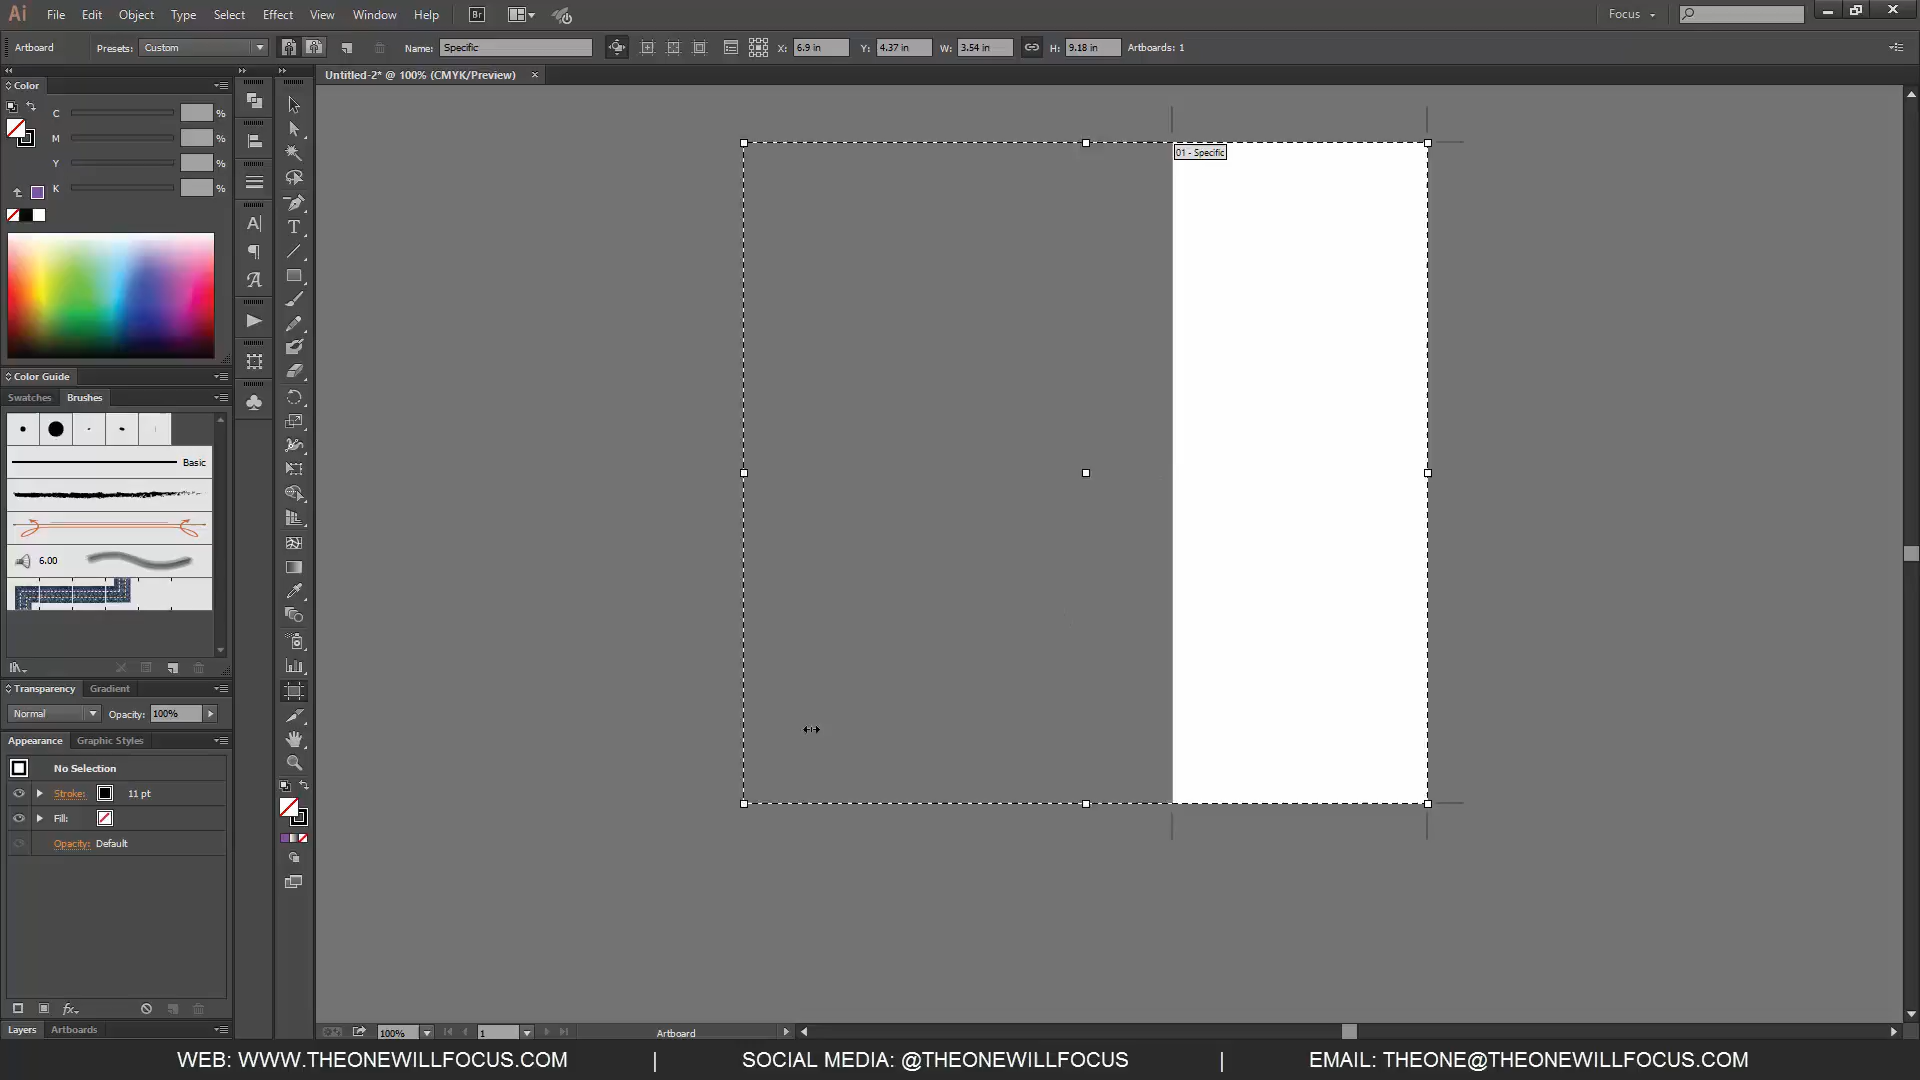 Ai File Edit Object Type Select Effect View Window Help Br Focus
Artboard Presets: Custom Name: Specific X: 6.9 in Y: 4.37 in W: 3.54 in H: 9.18 in Artboards: 1
Untitled-2* @ 100% (CMYK/Preview)
Color
C %
M %
Y %
K %
01 - Specific
Color Guide
Swatches Brushes
Basic
6.00
Transparency Gradient
Normal Opacity: 100%
Appearance Graphic Styles
No Selection
Stroke: 11 pt
Fill:
Opacity: Default
fx
Layers Artboards
100% 1 Artboard
WEB: WWW.THEONEWILLFOCUS.COM | SOCIAL MEDIA: @THEONEWILLFOCUS | EMAIL: THEONE@THEONEWILLFOCUS.COM